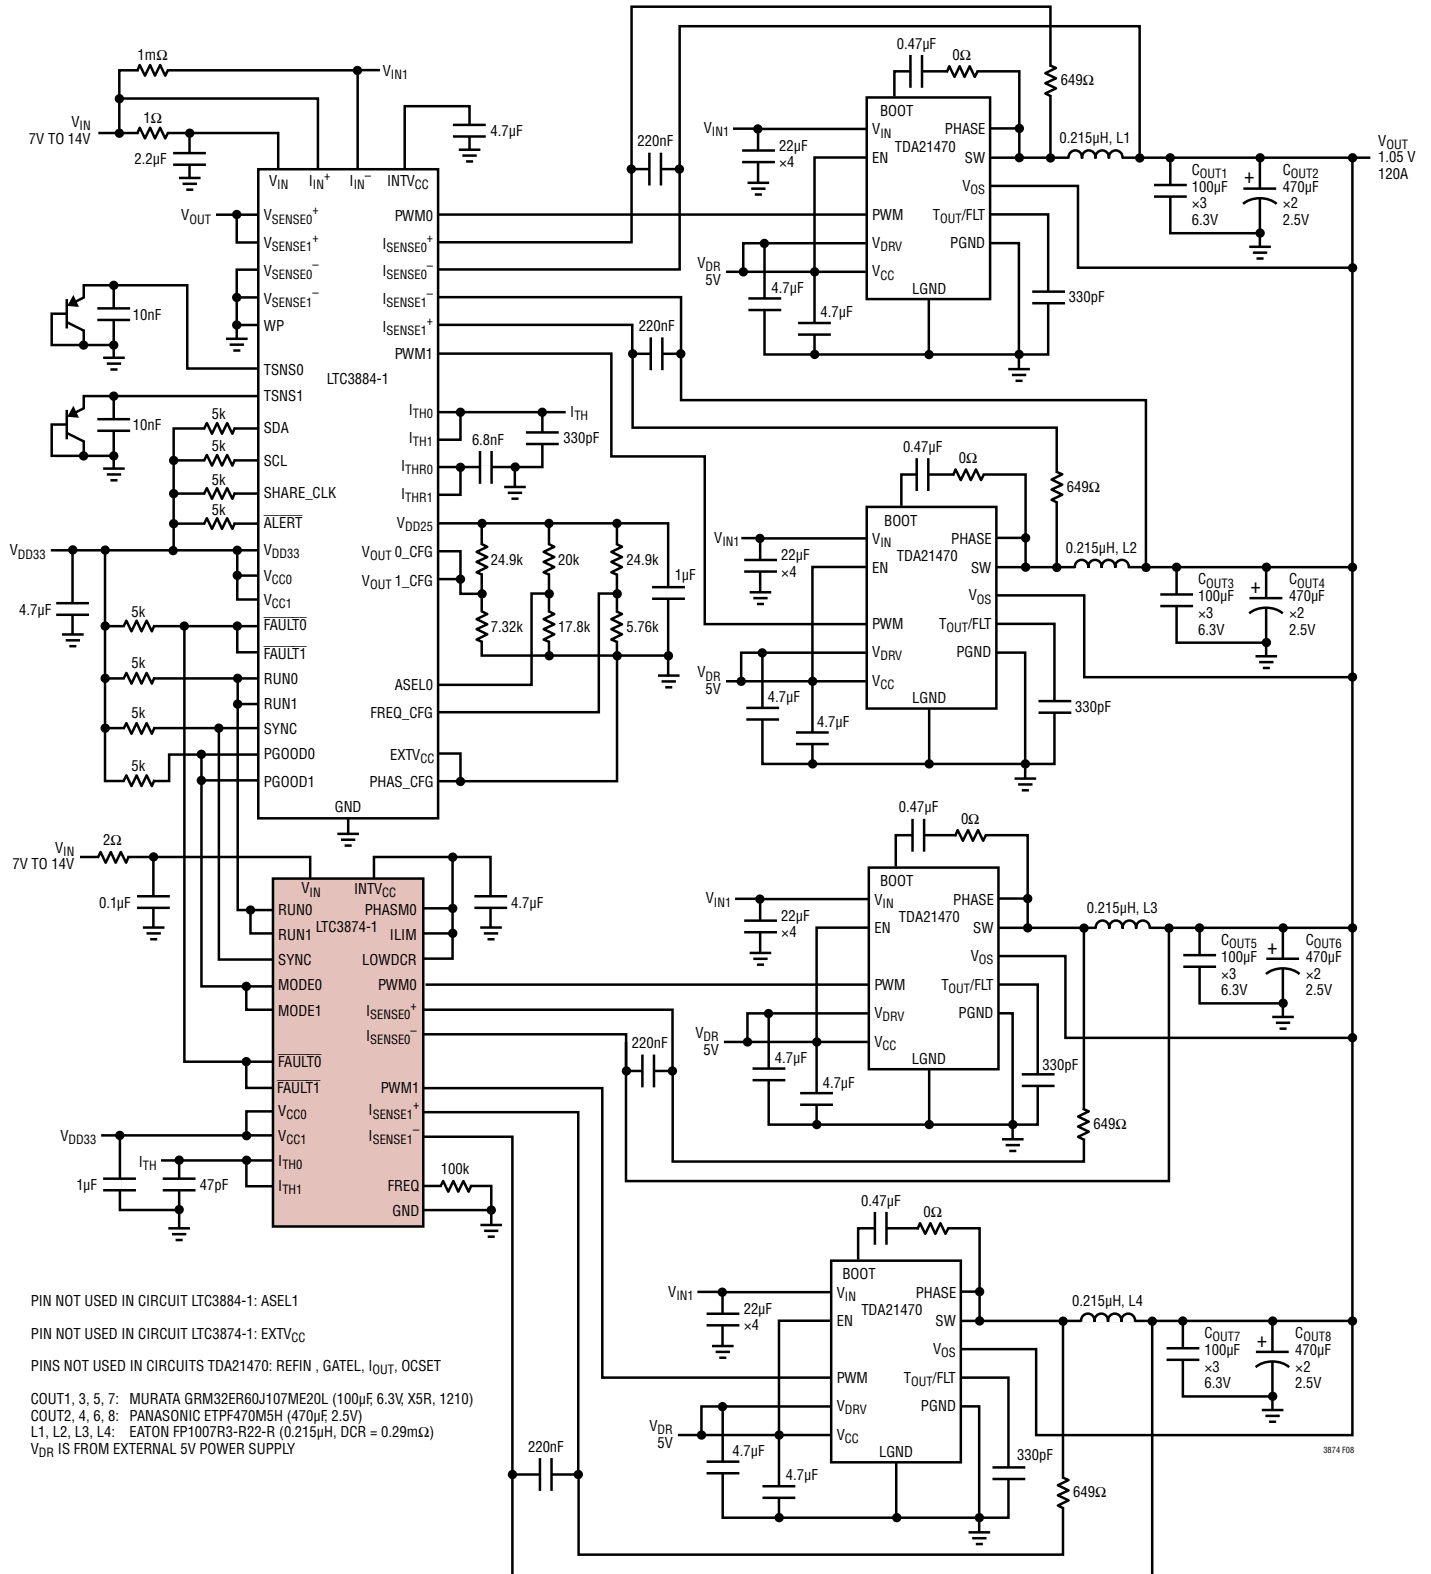 1mΩ
VIN1
VIN
7V TO 14V
1Ω
2.2µF
4.7µF
VIN
IIN+
IIN–
INTVCC
VOUT
VSENSE0+
VSENSE1+
VSENSE0–
VSENSE1–
WP
10nF
TSNS0
TSNS1
10nF
LTC3884-1
PWM0
ISENSE0+
ISENSE0–
ISENSE1–
ISENSE1+
PWM1
220nF
220nF
5k
SDA
5k
SCL
5k
SHARE_CLK
5k
ALERT
VDD33
VDD33
VCC0
VCC1
4.7µF
5k
FAULT0
FAULT1
5k
RUN0
RUN1
5k
SYNC
PGOOD0
5k
PGOOD1
GND
ITH0
ITH
ITH1
6.8nF
330pF
ITHR0
ITHR1
VDD25
VOUT 0_CFG
VOUT 1_CFG
24.9k
20k
24.9k
1µF
7.32k
17.8k
5.76k
ASEL0
FREQ_CFG
EXTVCC
PHAS_CFG
0.47µF
0Ω
649Ω
BOOT
VIN1
VIN
PHASE
TDA21470
22µF
×4
EN
SW
0.215µH, L1
VOUT
1.05 V
120A
VOS
COUT1
100µF
×3
6.3V
+
COUT2
470µF
×2
2.5V
PWM
TOUT/FLT
VDRV
PGND
VDR
5V
VCC
4.7µF
4.7µF
LGND
330pF
0.47µF
0Ω
649Ω
BOOT
VIN1
VIN
PHASE
TDA21470
22µF
×4
EN
SW
0.215µH, L2
VOS
COUT3
100µF
×3
6.3V
+
COUT4
470µF
×2
2.5V
PWM
TOUT/FLT
VDRV
PGND
VDR
5V
VCC
4.7µF
4.7µF
LGND
330pF
VIN
7V TO 14V
2Ω
0.1µF
VIN
INTVCC
4.7µF
RUN0
LTC3874-1
PHASM0
RUN1
ILIM
SYNC
LOWDCR
MODE0
PWM0
MODE1
ISENSE0+
ISENSE0–
220nF
FAULT0
FAULT1
PWM1
VCC0
ISENSE1+
VDD33
VCC1
ISENSE1–
ITH
ITH0
1µF
47pF
ITH1
FREQ
100k
GND
0.47µF
0Ω
BOOT
VIN1
VIN
PHASE
TDA21470
22µF
×4
EN
SW
0.215µH, L3
VOS
COUT5
100µF
×3
6.3V
+
COUT6
470µF
×2
2.5V
PWM
TOUT/FLT
VDRV
PGND
VDR
5V
VCC
4.7µF
4.7µF
LGND
330pF
649Ω
0.47µF
0Ω
BOOT
VIN1
VIN
PHASE
TDA21470
22µF
×4
EN
SW
0.215µH, L4
VOS
COUT7
100µF
×3
6.3V
+
COUT8
470µF
×2
2.5V
PWM
TOUT/FLT
VDRV
PGND
VDR
5V
VCC
4.7µF
4.7µF
LGND
330pF
649Ω
220nF
3874 F08
PIN NOT USED IN CIRCUIT LTC3884-1: ASEL1
PIN NOT USED IN CIRCUIT LTC3874-1: EXTVCC
PINS NOT USED IN CIRCUITS TDA21470: REFIN , GATEL, IOUT, OCSET
COUT1, 3, 5, 7: MURATA GRM32ER60J107ME20L (100µF, 6.3V, X5R, 1210)
COUT2, 4, 6, 8: PANASONIC ETPF470M5H (470µF, 2.5V)
L1, L2, L3, L4: EATON FP1007R3-R22-R (0.215µH, DCR = 0.29mΩ)
VDR IS FROM EXTERNAL 5V POWER SUPPLY